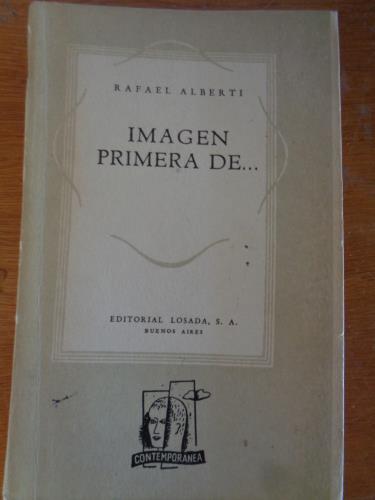 RAFAEL ALBERTI
IMAGEN
PRIMERA DE...
EDITORIAL LOSADA, S. A.
BUENOS AIRES
CONTEMPORANEA